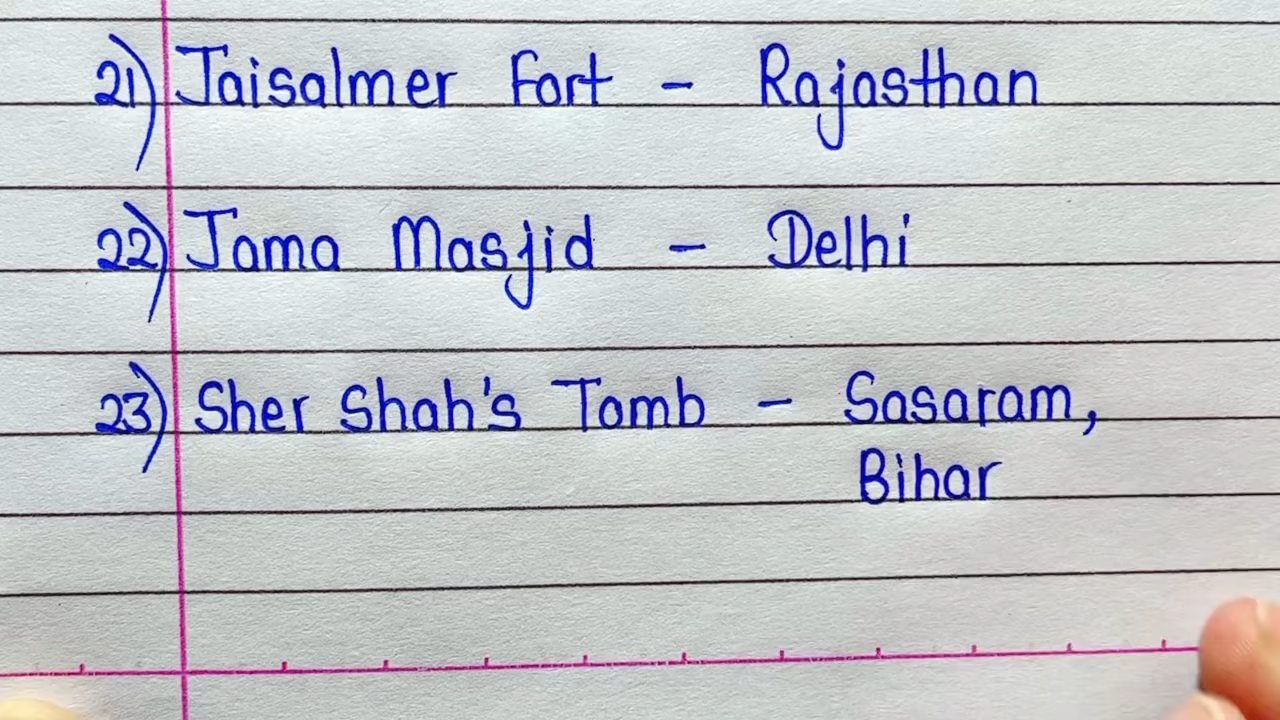 21) Jaisalmer Fort - Rajasthan
22) Jama Masjid - Delhi
23) Sher Shah's Tomb - Sasaram,
Bihar